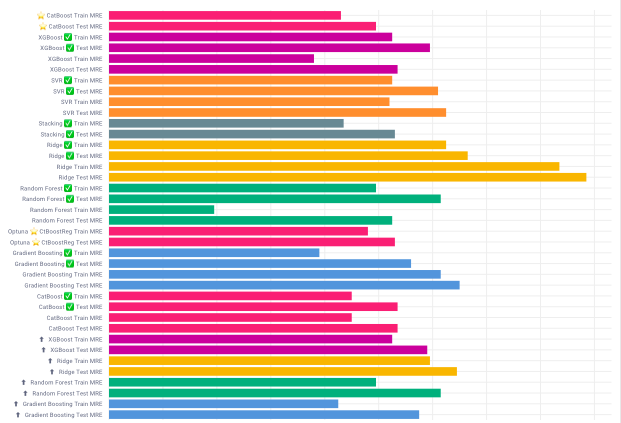 ⭐ CatBoost Train MRE
⭐ CatBoost Test MRE
XGBoost ✅ Train MRE
XGBoost ✅ Test MRE
XGBoost Train MRE
XGBoost Test MRE
SVR ✅ Train MRE
SVR ✅ Test MRE
SVR Train MRE
SVR Test MRE
Stacking ✅ Train MRE
Stacking ✅ Test MRE
Ridge ✅ Train MRE
Ridge ✅ Test MRE
Ridge Train MRE
Ridge Test MRE
Random Forest ✅ Train MRE
Random Forest ✅ Test MRE
Random Forest Train MRE
Random Forest Test MRE
Optuna ⭐ CtBoostReg Train MRE
Optuna ⭐ CtBoostReg Test MRE
Gradient Boosting ✅ Train MRE
Gradient Boosting ✅ Test MRE
Gradient Boosting Train MRE
Gradient Boosting Test MRE
CatBoost ✅ Train MRE
CatBoost ✅ Test MRE
CatBoost Train MRE
CatBoost Test MRE
⬆ XGBoost Train MRE
⬆ XGBoost Test MRE
⬆ Ridge Train MRE
⬆ Ridge Test MRE
⬆ Random Forest Train MRE
⬆ Random Forest Test MRE
⬆ Gradient Boosting Train MRE
⬆ Gradient Boosting Test MRE